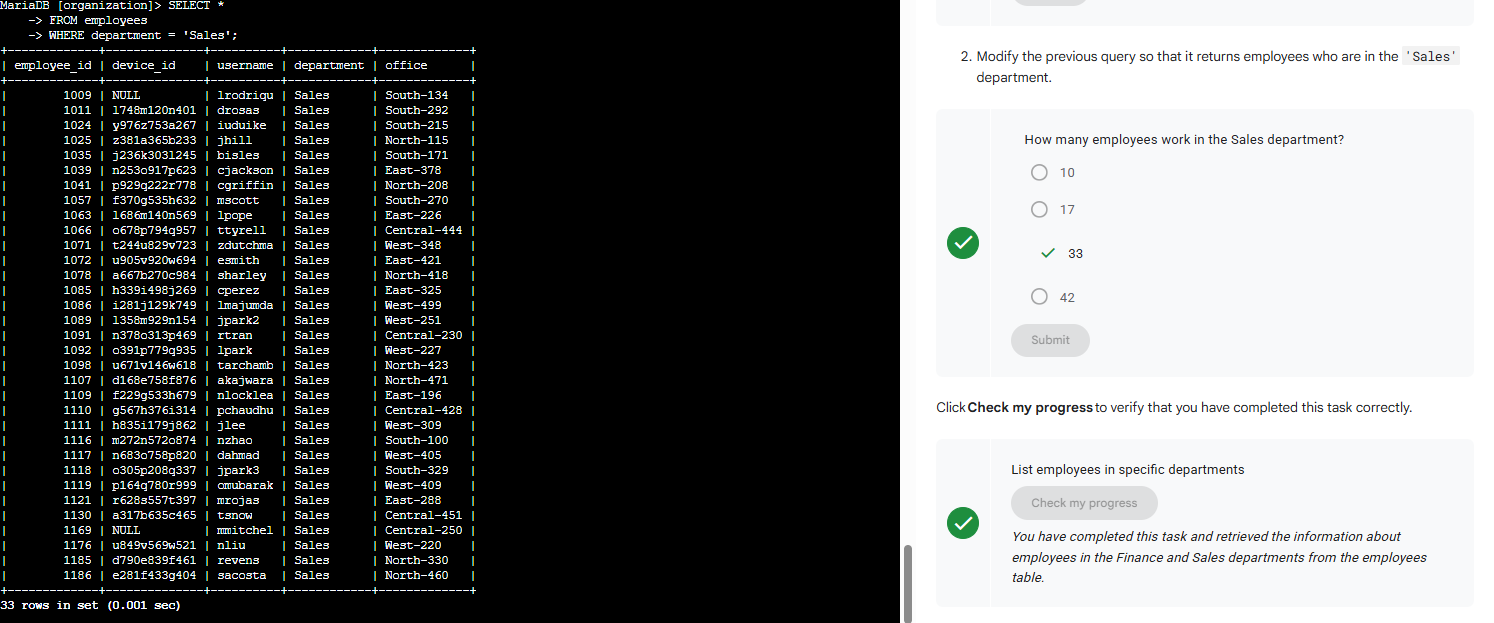 MariaDB [organization]> SELECT *
    -> FROM employees
    -> WHERE department = 'Sales';
+-------------+--------------+----------+------------+-------------+
| employee_id | device_id    | username | department | office      |
+-------------+--------------+----------+------------+-------------+
|        1009 | NULL         | lrodriqu | Sales      | South-134   |
|        1011 | l748m120n401 | drosas   | Sales      | South-292   |
|        1024 | y976z753a267 | iuduike  | Sales      | South-215   |
|        1025 | z381a365b233 | jhill    | Sales      | North-115   |
|        1035 | j236k303l245 | bisles   | Sales      | South-171   |
|        1039 | n253o917p623 | cjackson | Sales      | East-378    |
|        1041 | p929q222r778 | cgriffin | Sales      | North-208   |
|        1057 | f370g535h632 | mscott   | Sales      | South-270   |
|        1063 | l686m140n569 | lpope    | Sales      | East-226    |
|        1066 | o678p794q957 | ttyrell  | Sales      | Central-444 |
|        1071 | t244u829v723 | zdutchma | Sales      | West-348    |
|        1072 | u905v920w694 | esmith   | Sales      | East-421    |
|        1078 | a667b270c984 | sharley  | Sales      | North-418   |
|        1085 | h339i498j269 | cperez   | Sales      | East-325    |
|        1086 | i281j129k749 | lmajumda | Sales      | West-499    |
|        1089 | l358m929n154 | jpark2   | Sales      | West-251    |
|        1091 | n378o313p469 | rtran    | Sales      | Central-230 |
|        1092 | o391p779q935 | lpark    | Sales      | West-227    |
|        1098 | u671v146w618 | tarchamb | Sales      | North-423   |
|        1107 | d168e758f876 | akajwara | Sales      | North-471   |
|        1109 | f229g533h679 | nlocklea | Sales      | East-196    |
|        1110 | g567h376i314 | pchaudhu | Sales      | Central-428 |
|        1111 | h835i179j862 | jlee     | Sales      | West-309    |
|        1116 | m272n572o874 | nzhao    | Sales      | South-100   |
|        1117 | n683o758p820 | dahmad   | Sales      | West-405    |
|        1118 | o305p208q337 | jpark3   | Sales      | South-329   |
|        1119 | p164q780r999 | omubarak | Sales      | West-409    |
|        1121 | r628s557t397 | mrojas   | Sales      | East-288    |
|        1130 | a317b635c465 | tsnow    | Sales      | Central-451 |
|        1169 | NULL         | mmitchel | Sales      | Central-250 |
|        1176 | u849v569w521 | nliu     | Sales      | West-220    |
|        1185 | d790e839f461 | revens   | Sales      | North-330   |
|        1186 | e281f433g404 | sacosta  | Sales      | North-460   |
+-------------+--------------+----------+------------+-------------+
33 rows in set (0.001 sec)
2. Modify the previous query so that it returns employees who are in the 'Sales'
department.
How many employees work in the Sales department?
10
17
33
42
Submit
Click Check my progress to verify that you have completed this task correctly.
List employees in specific departments
Check my progress
You have completed this task and retrieved the information about
employees in the Finance and Sales departments from the employees
table.